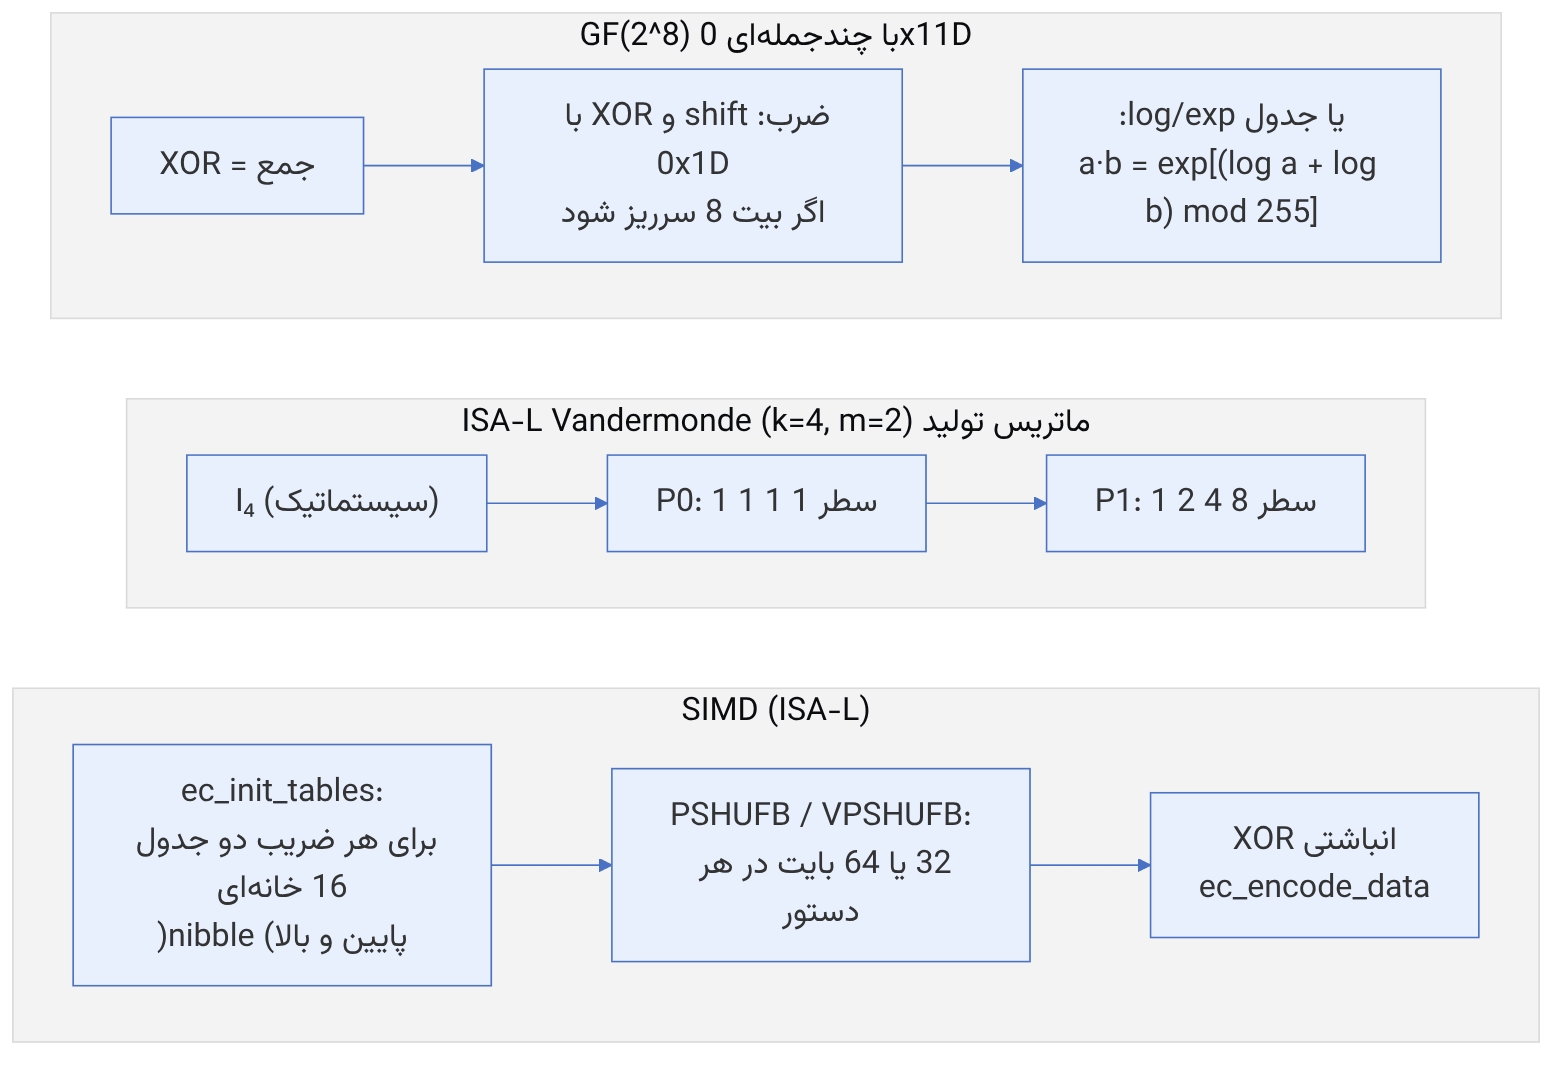 GF(2^8) با چندجمله‌ای 0x11D
جمع = XOR
ضرب: shift و XOR با
0x1D
اگر بیت 8 سرریز شود
یا جدول log/exp:
a·b = exp[(log a + log
b) mod 255]
ماتریس تولید ISA-L Vandermonde (k=4, m=2)
I₄ (سیستماتیک)
سطر P0: 1 1 1 1
سطر P1: 1 2 4 8
SIMD (ISA-L)
ec_init_tables:
برای هر ضریب دو جدول
16 خانه‌ای
(nibble پایین و بالا)
PSHUFB / VPSHUFB:
32 یا 64 بایت در هر
دستور
XOR انباشتی
ec_encode_data